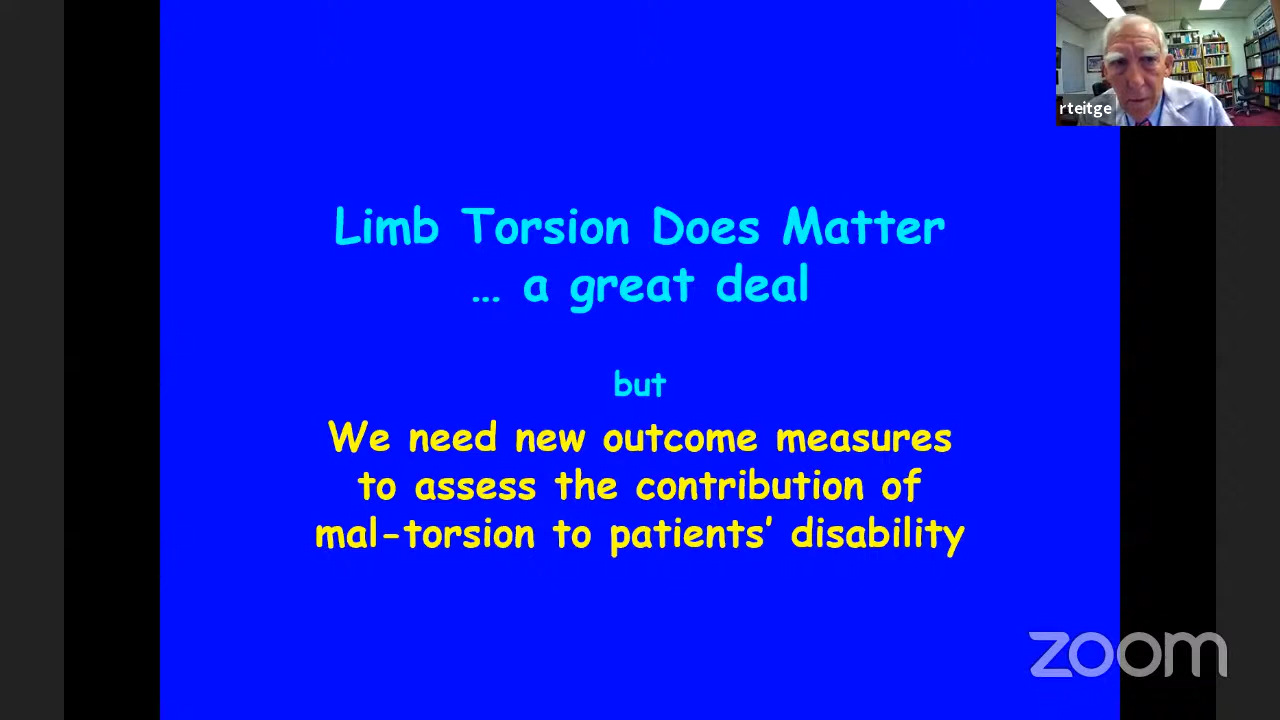 rteitge
Limb Torsion Does Matter
... a great deal
but
We need new outcome measures
to assess the contribution of
mal-torsion to patients’ disability
zoom